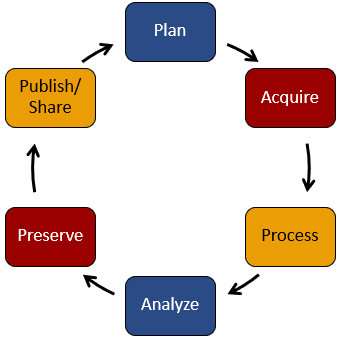 Plan
Acquire
Process
Analyze
Preserve
Publish/
Share